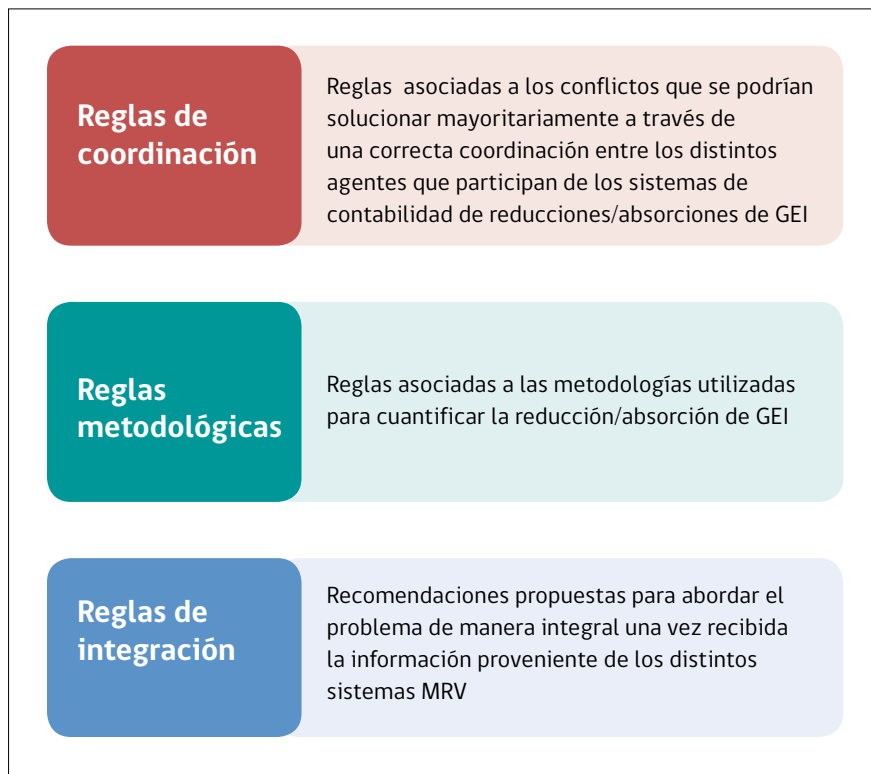 Reglas de
coordinación
Reglas asociadas a los conflictos que se podrían
solucionar mayoritariamente a través de
una correcta coordinación entre los distintos
agentes que participan de los sistemas de
contabilidad de reducciones/absorciones de GEI
Reglas
metodológicas
Reglas asociadas a las metodologías utilizadas
para cuantificar la reducción/absorción de GEI
Reglas de
integración
Recomendaciones propuestas para abordar el
problema de manera integral una vez recibida
la información proveniente de los distintos
sistemas MRV